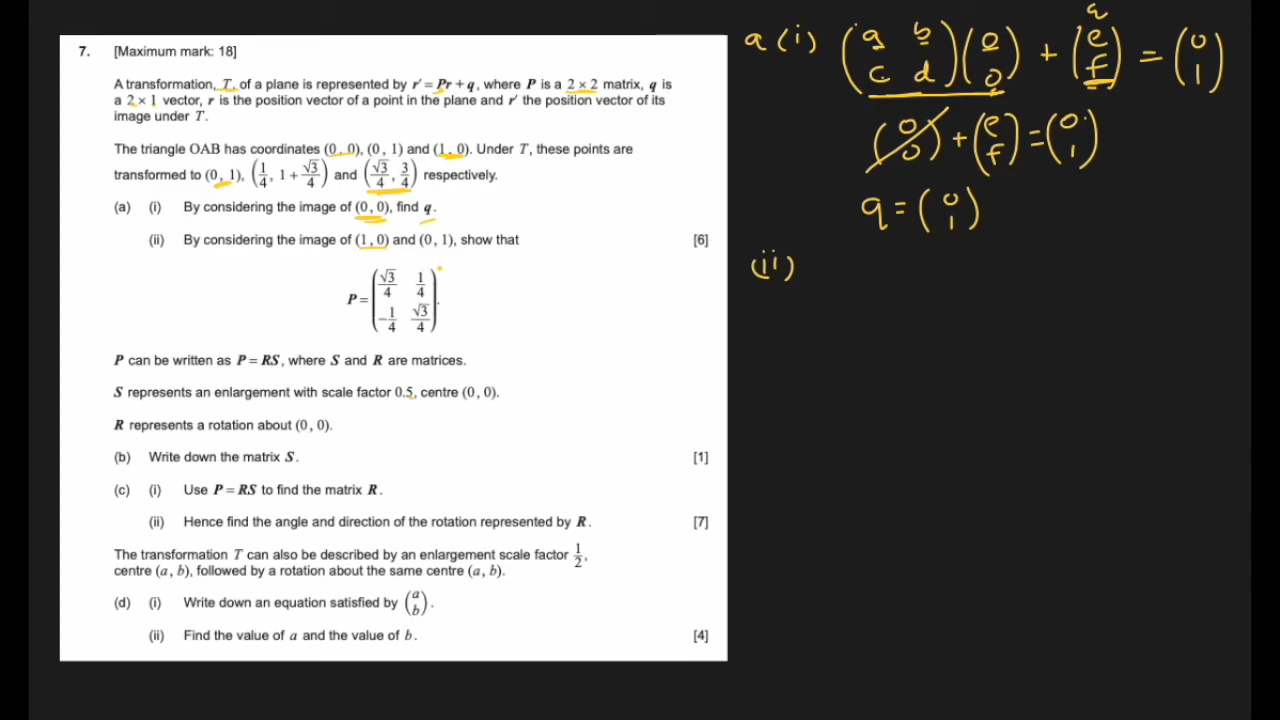 7. [Maximum mark: 18]
A transformation, T, of a plane is represented by r′ = Pr + q, where P is a 2 × 2 matrix, q is
a 2 × 1 vector, r is the position vector of a point in the plane and r′ the position vector of its
image under T.
The triangle OAB has coordinates (0, 0), (0, 1) and (1, 0). Under T, these points are
transformed to (0, 1), (1/4, 1 + √3/4) and (√3/4, 3/4) respectively.
(a) (i) By considering the image of (0, 0), find q.
(ii) By considering the image of (1, 0) and (0, 1), show that [6]
P = (√3/4 1/4
-1/4 √3/4).
P can be written as P = RS, where S and R are matrices.
S represents an enlargement with scale factor 0.5, centre (0, 0).
R represents a rotation about (0, 0).
(b) Write down the matrix S. [1]
(c) (i) Use P = RS to find the matrix R.
(ii) Hence find the angle and direction of the rotation represented by R. [7]
The transformation T can also be described by an enlargement scale factor 1/2,
centre (a, b), followed by a rotation about the same centre (a, b).
(d) (i) Write down an equation satisfied by (a b).
(ii) Find the value of a and the value of b. [4]
q
a (i) (a b c d)(0 0) + (e f) = (0 1)
(0 0) + (e f) = (0 1)
q = (0 1)
(ii)